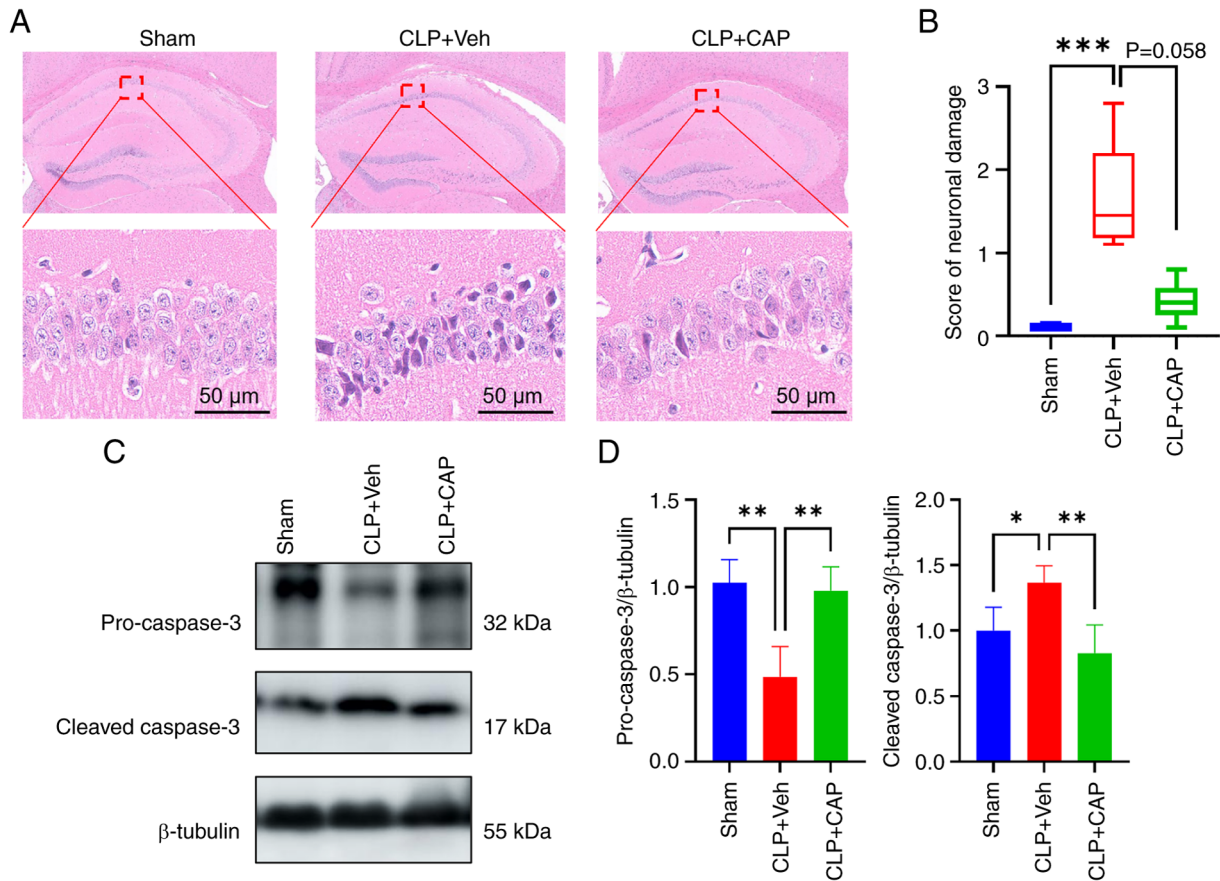 A
Sham
CLP+Veh
CLP+CAP
50 µm
50 µm
50 µm
B
***
P=0.058
Score of neuronal damage
3
2
1
0
Sham
CLP+Veh
CLP+CAP
C
Sham
CLP+Veh
CLP+CAP
Pro-caspase-3
32 kDa
Cleaved caspase-3
17 kDa
β-tubulin
55 kDa
D
Pro-caspase-3/β-tubulin
1.5
1.0
0.5
0.0
**
**
Sham
CLP+Veh
CLP+CAP
Cleaved caspase-3/β-tubulin
2.0
1.5
1.0
0.5
0.0
*
**
Sham
CLP+Veh
CLP+CAP